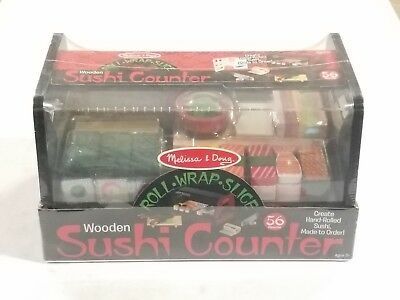 Wooden
Sushi Counter
56
Melissa & Doug
ROLL • WRAP • SLICE
Wooden
Sushi Counter
56
Create
Hand-Rolled
Sushi,
Made to Order!